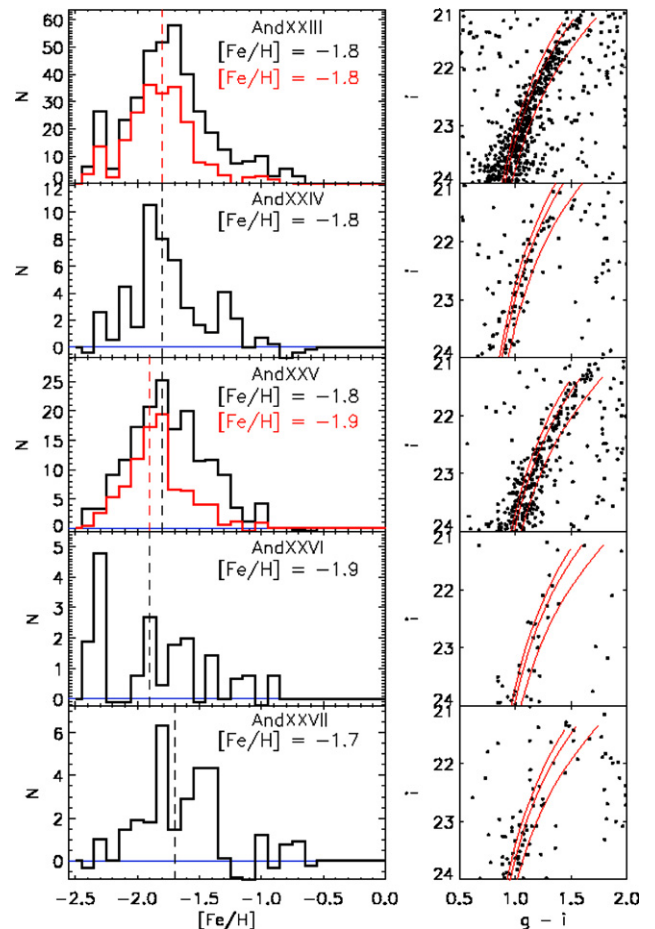 AndXXIII
[Fe/H] = −1.8
[Fe/H] = −1.8
N
60
50
40
30
20
10
0
i
21
22
23
24
AndXXIV
[Fe/H] = −1.8
N
12
10
8
6
4
2
0
i
21
22
23
24
AndXXV
[Fe/H] = −1.8
[Fe/H] = −1.9
N
25
20
15
10
5
0
i
21
22
23
24
AndXXVI
[Fe/H] = −1.9
N
5
4
3
2
1
0
i
21
22
23
24
AndXXVII
[Fe/H] = −1.7
N
6
4
2
0
i
21
22
23
24
−2.5 −2.0 −1.5 −1.0 −0.5 0.0
[Fe/H]
0.5 1.0 1.5 2.0
g − i